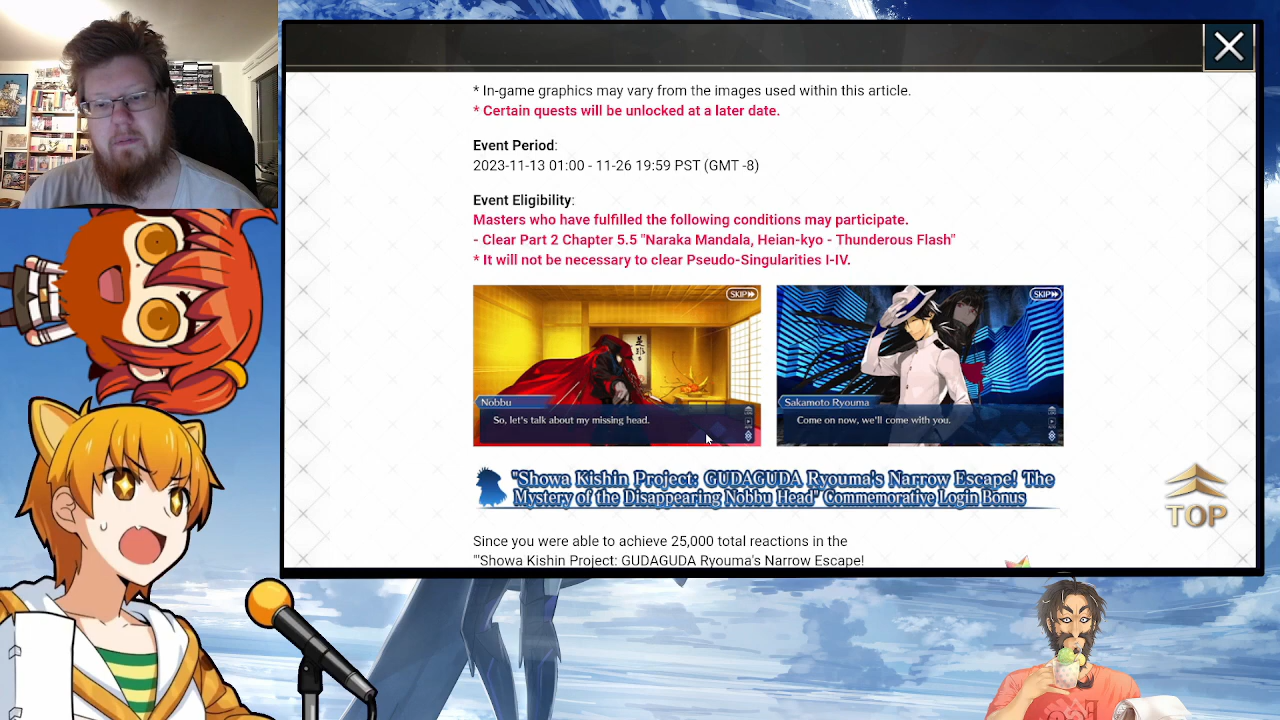 * In-game graphics may vary from the images used within this article.
* Certain quests will be unlocked at a later date.
Event Period:
2023-11-13 01:00 - 11-26 19:59 PST (GMT -8)
Event Eligibility:
Masters who have fulfilled the following conditions may participate.
- Clear Part 2 Chapter 5.5 "Naraka Mandala, Heian-kyo - Thunderous Flash"
* It will not be necessary to clear Pseudo-Singularities I-IV.
SKIP
Nobbu
So, let's talk about my missing head.
SKIP
Sakamoto Ryouma
Come on now, we'll come with you.
"Showa Kishin Project: GUDAGUDA Ryouma's Narrow Escape! The
Mystery of the Disappearing Nobbu Head" Commemorative Login Bonus
TOP
Since you were able to achieve 25,000 total reactions in the
"'Showa Kishin Project: GUDAGUDA Ryouma's Narrow Escape!